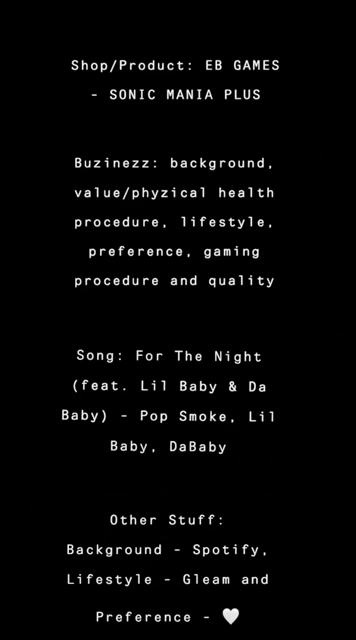 Shop/Product: EB GAMES
- SONIC MANIA PLUS
Buzinezz: background,
value/phyzical health
procedure, lifestyle,
preference, gaming
procedure and quality
Song: For The Night
(feat. Lil Baby & Da
Baby) - Pop Smoke, Lil
Baby, DaBaby
Other Stuff:
Background - Spotify,
Lifestyle - Gleam and
Preference - 🤍